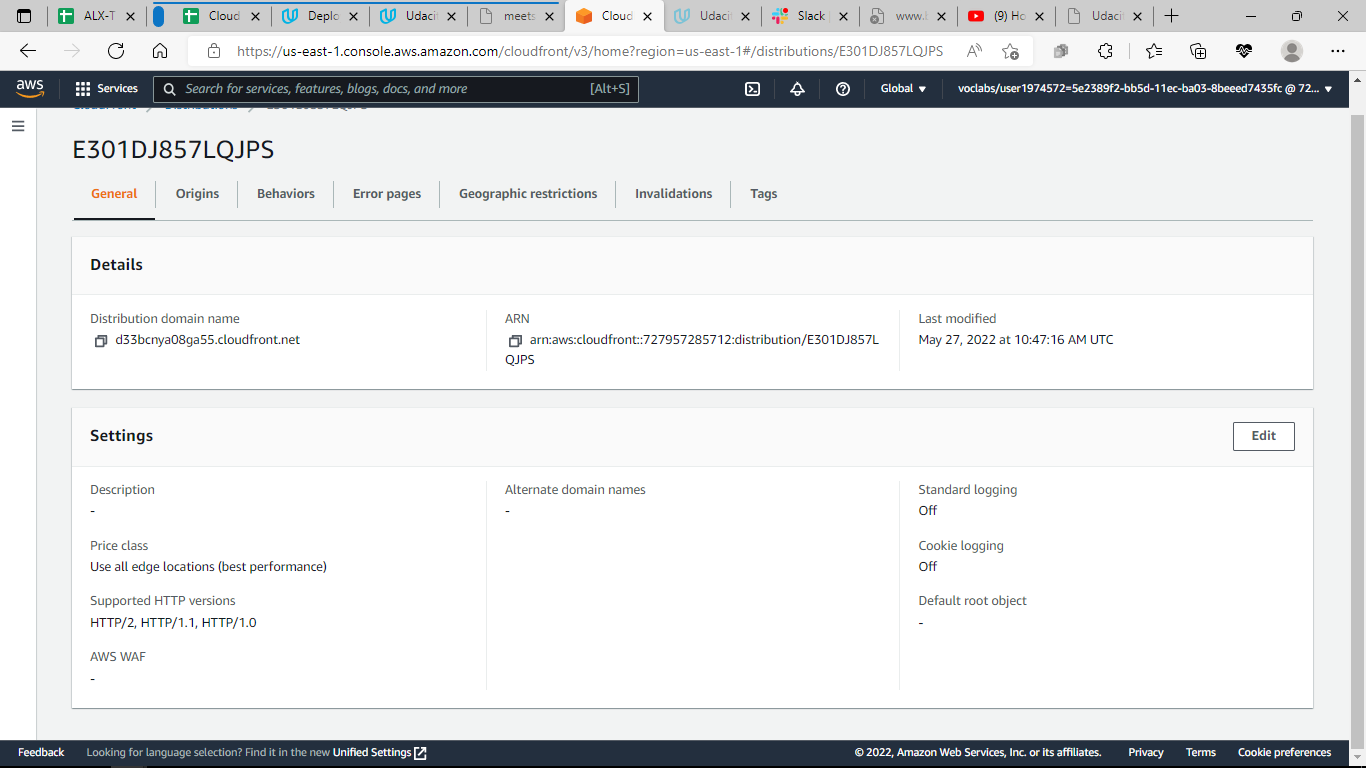 ALX-T
Cloud
Deplo
Udaci
meets
Cloud
Udaci
Slack
www.l
(9) Ho
Udaci
https://us-east-1.console.aws.amazon.com/cloudfront/v3/home?region=us-east-1#/distributions/E301DJ857LQJPS
aws
Services
Search for services, features, blogs, docs, and more [Alt+S]
Global
voclabs/user1974572=5e2389f2-bb5d-11ec-ba03-8beeed7435fc @ 72...
E301DJ857LQJPS
General
Origins
Behaviors
Error pages
Geographic restrictions
Invalidations
Tags
Details
Distribution domain name
d33bcnya08ga55.cloudfront.net
ARN
arn:aws:cloudfront::727957285712:distribution/E301DJ857L
QJPS
Last modified
May 27, 2022 at 10:47:16 AM UTC
Settings
Edit
Description
-
Price class
Use all edge locations (best performance)
Supported HTTP versions
HTTP/2, HTTP/1.1, HTTP/1.0
AWS WAF
-
Alternate domain names
-
Standard logging
Off
Cookie logging
Off
Default root object
-
Feedback
Looking for language selection? Find it in the new Unified Settings
© 2022, Amazon Web Services, Inc. or its affiliates.
Privacy
Terms
Cookie preferences